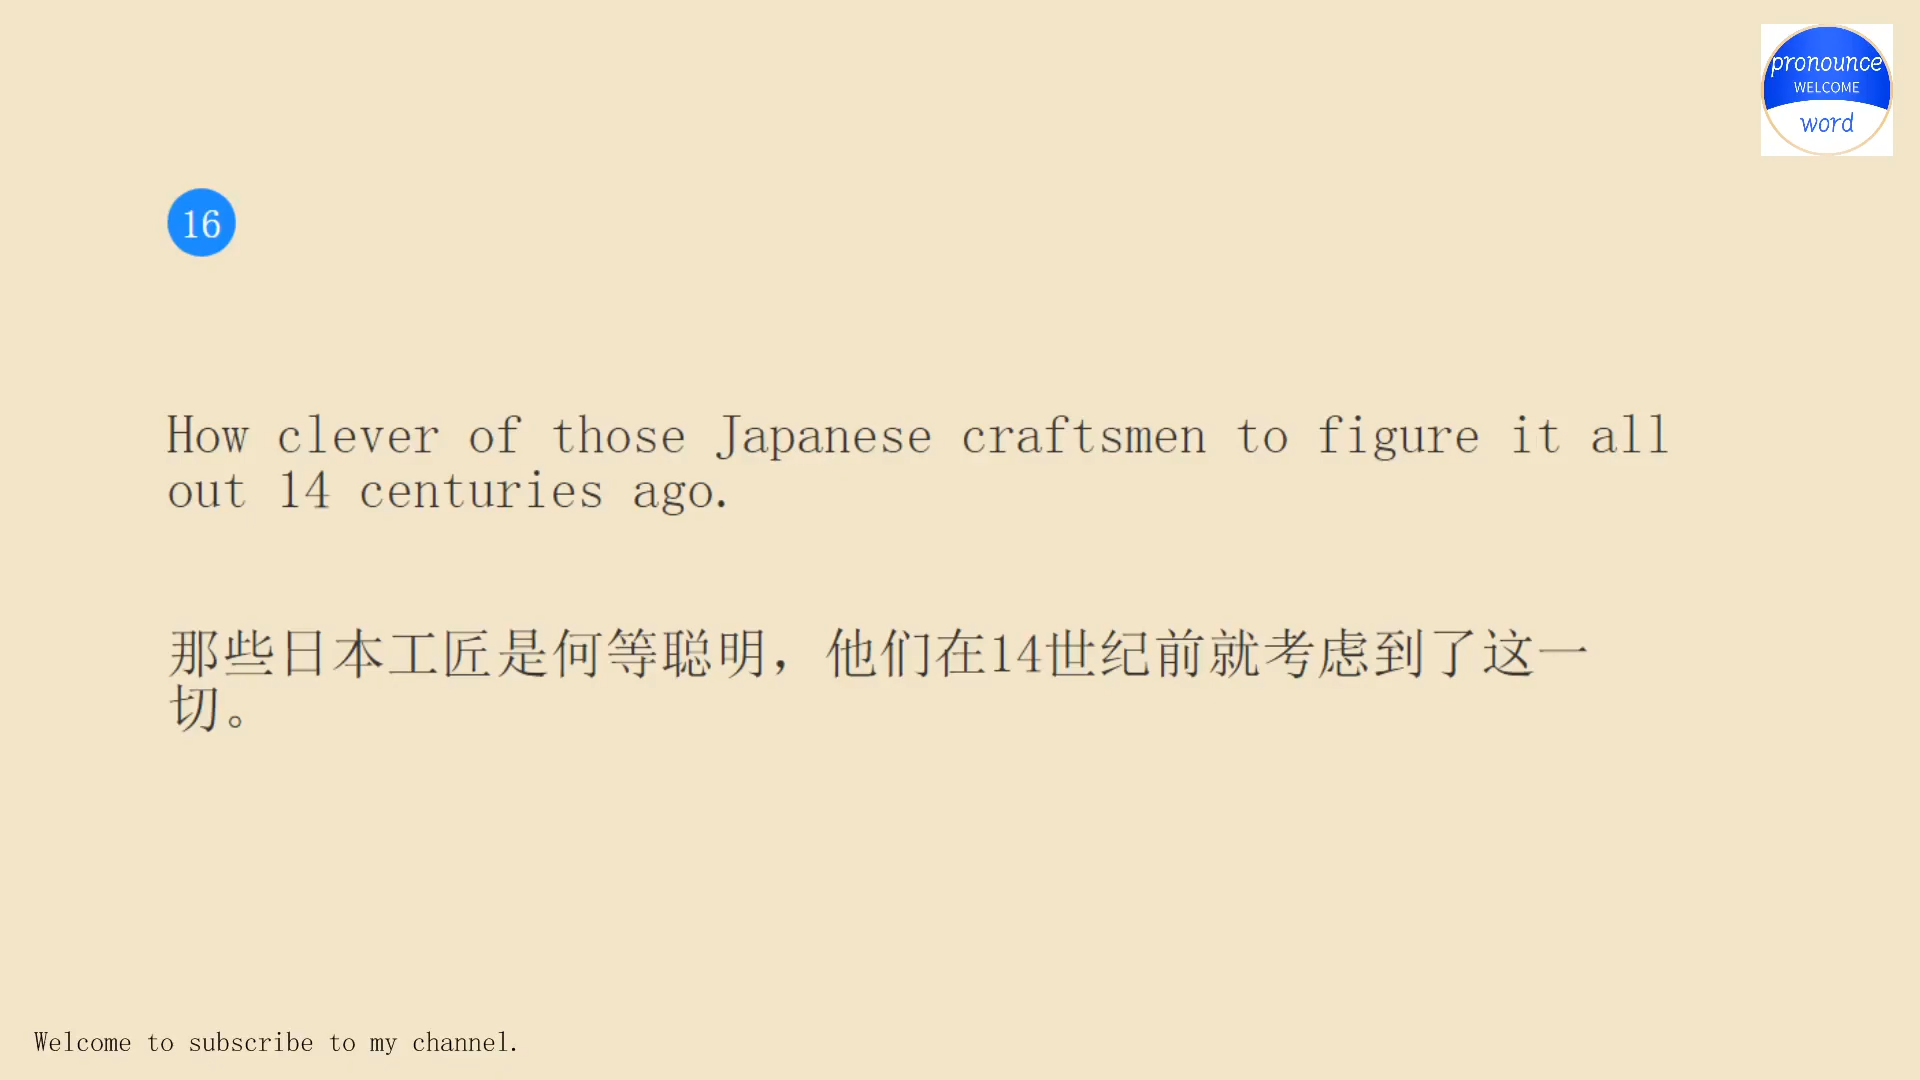 pronounce
WELCOME
word
16
How clever of those Japanese craftsmen to figure it all
out 14 centuries ago.
那些日本工匠是何等聪明，他们在14世纪前就考虑到了这一
切。
Welcome to subscribe to my channel.